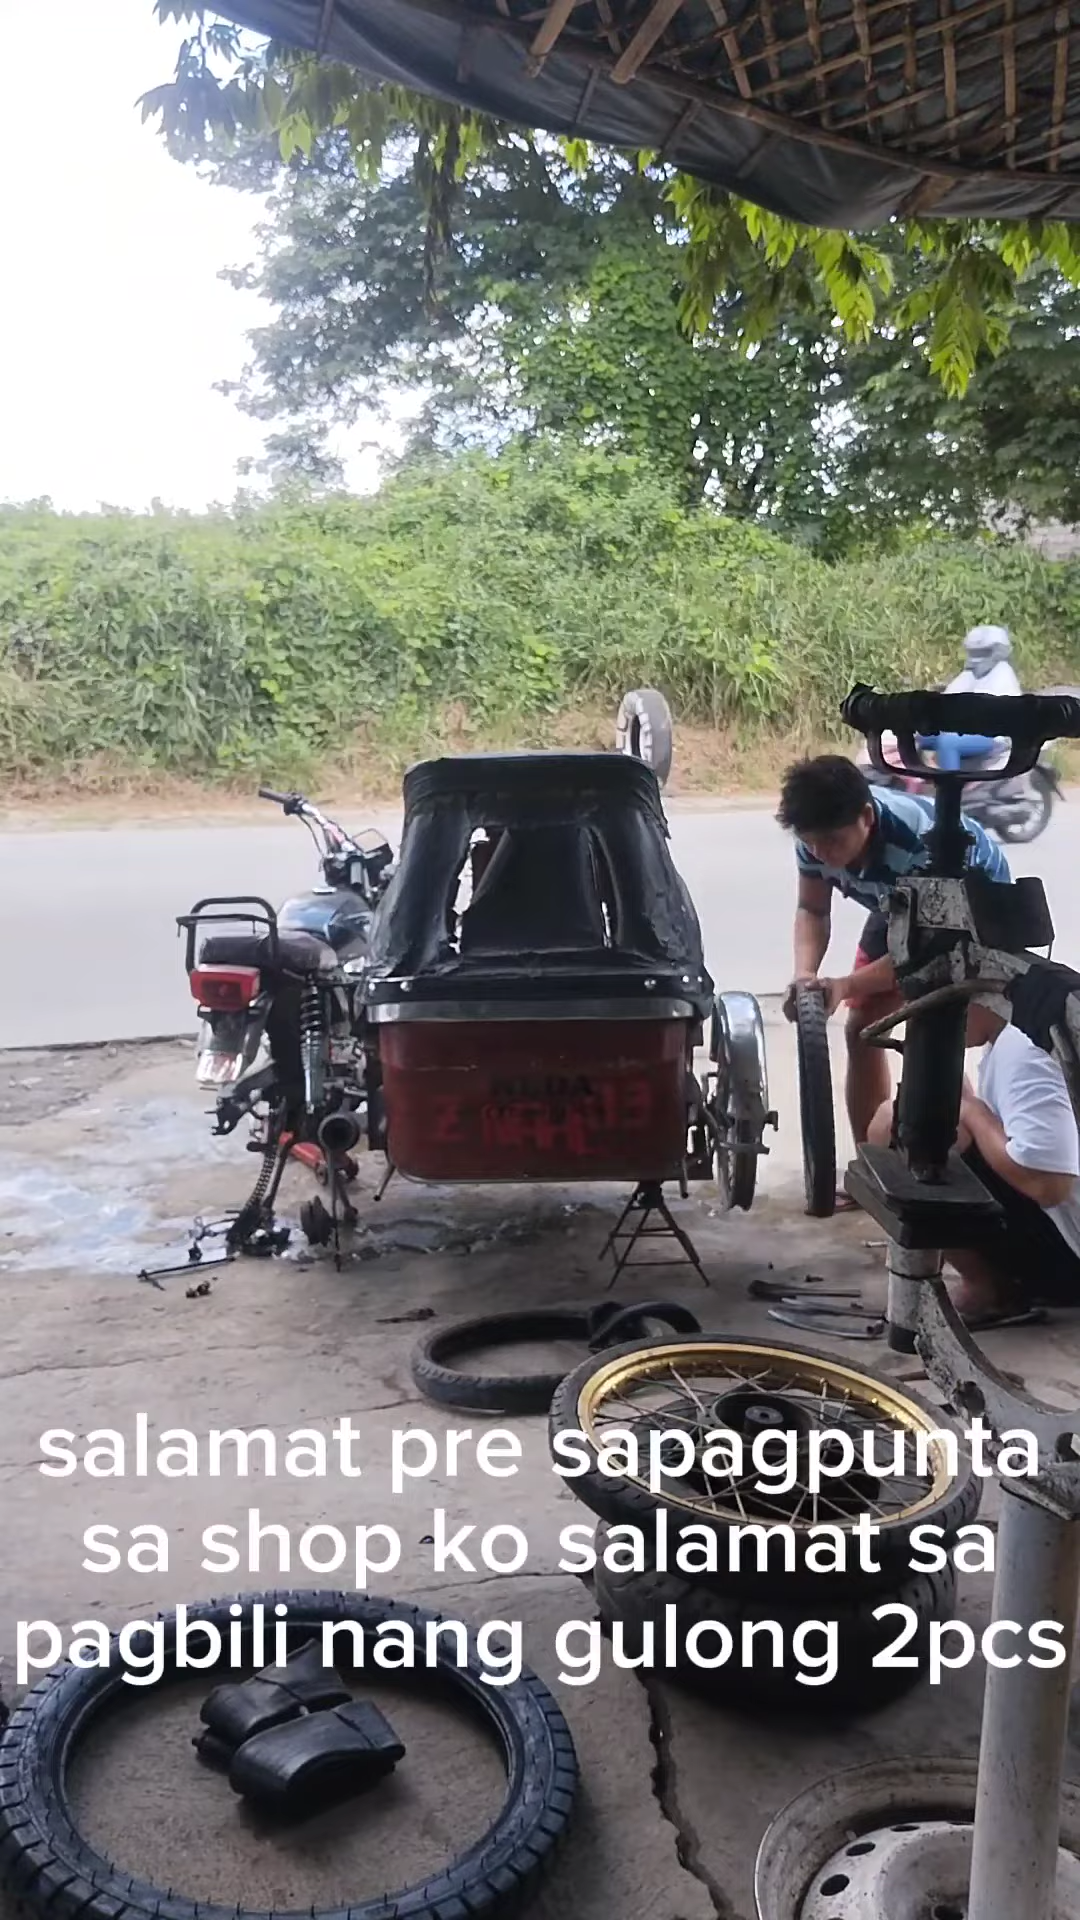 salamat pre sapagpunta
sa shop ko salamat sa
pagbili nang gulong 2pcs